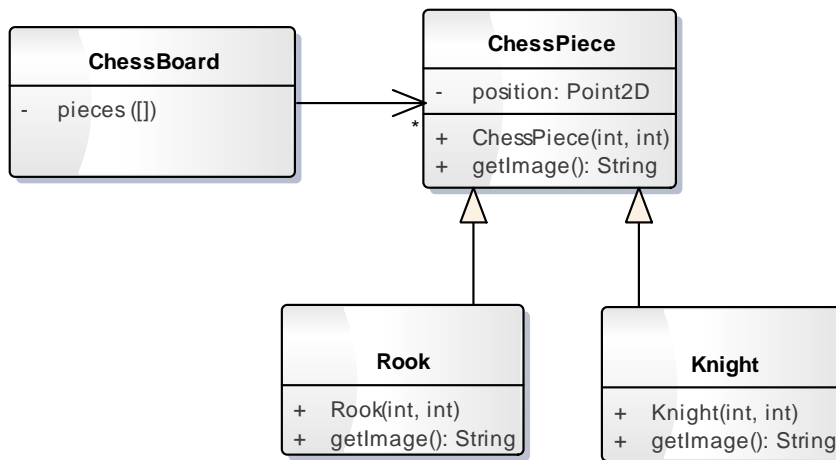 ChessBoard
- pieces ([])
ChessPiece
- position: Point2D
+ ChessPiece(int, int)
+ getImage(): String
*
Rook
+ Rook(int, int)
+ getImage(): String
Knight
+ Knight(int, int)
+ getImage(): String